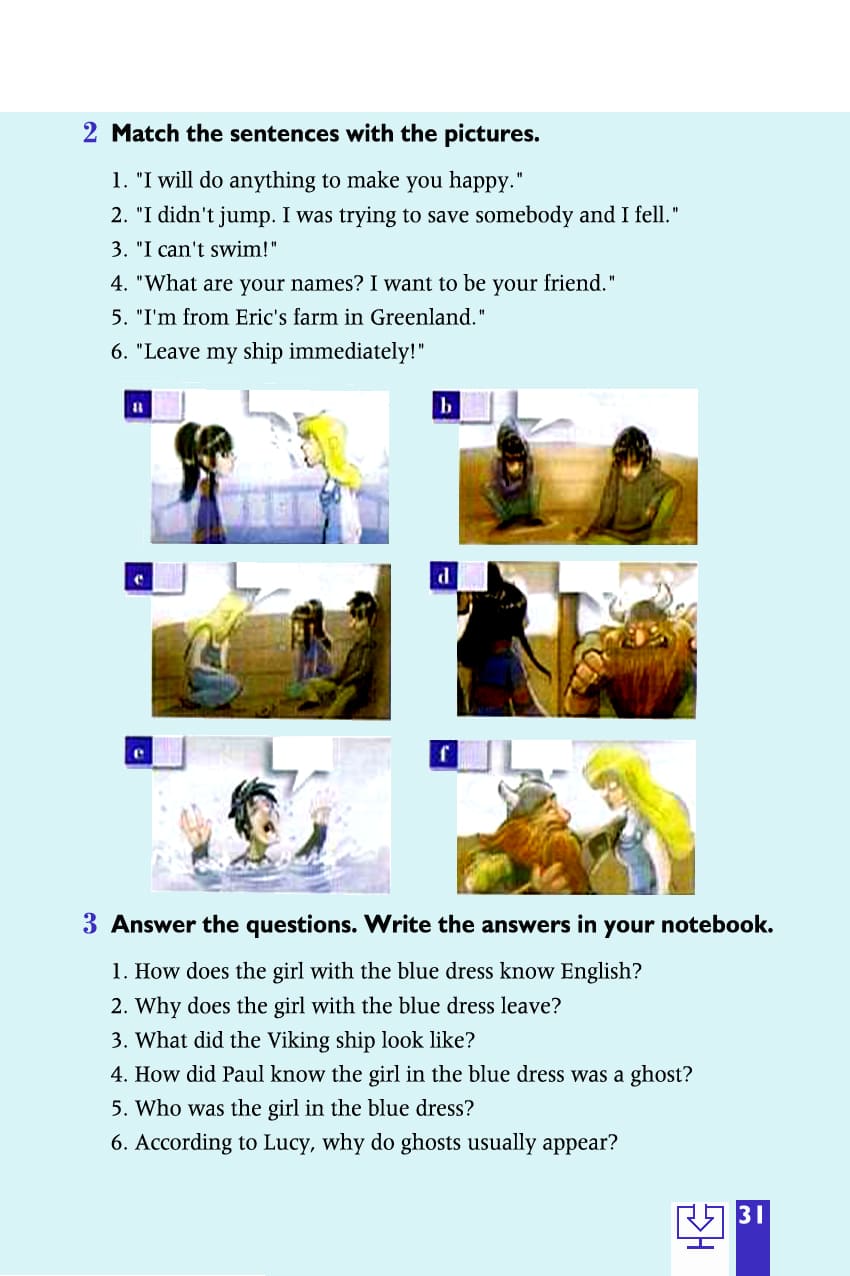 2 Match the sentences with the pictures.
1. "I will do anything to make you happy."
2. "I didn't jump. I was trying to save somebody and I fell."
3. "I can't swim!"
4. "What are your names? I want to be your friend."
5. "I'm from Eric's farm in Greenland."
6. "Leave my ship immediately!"
a
b
c
d
e
f
3 Answer the questions. Write the answers in your notebook.
1. How does the girl with the blue dress know English?
2. Why does the girl with the blue dress leave?
3. What did the Viking ship look like?
4. How did Paul know the girl in the blue dress was a ghost?
5. Who was the girl in the blue dress?
6. According to Lucy, why do ghosts usually appear?
31